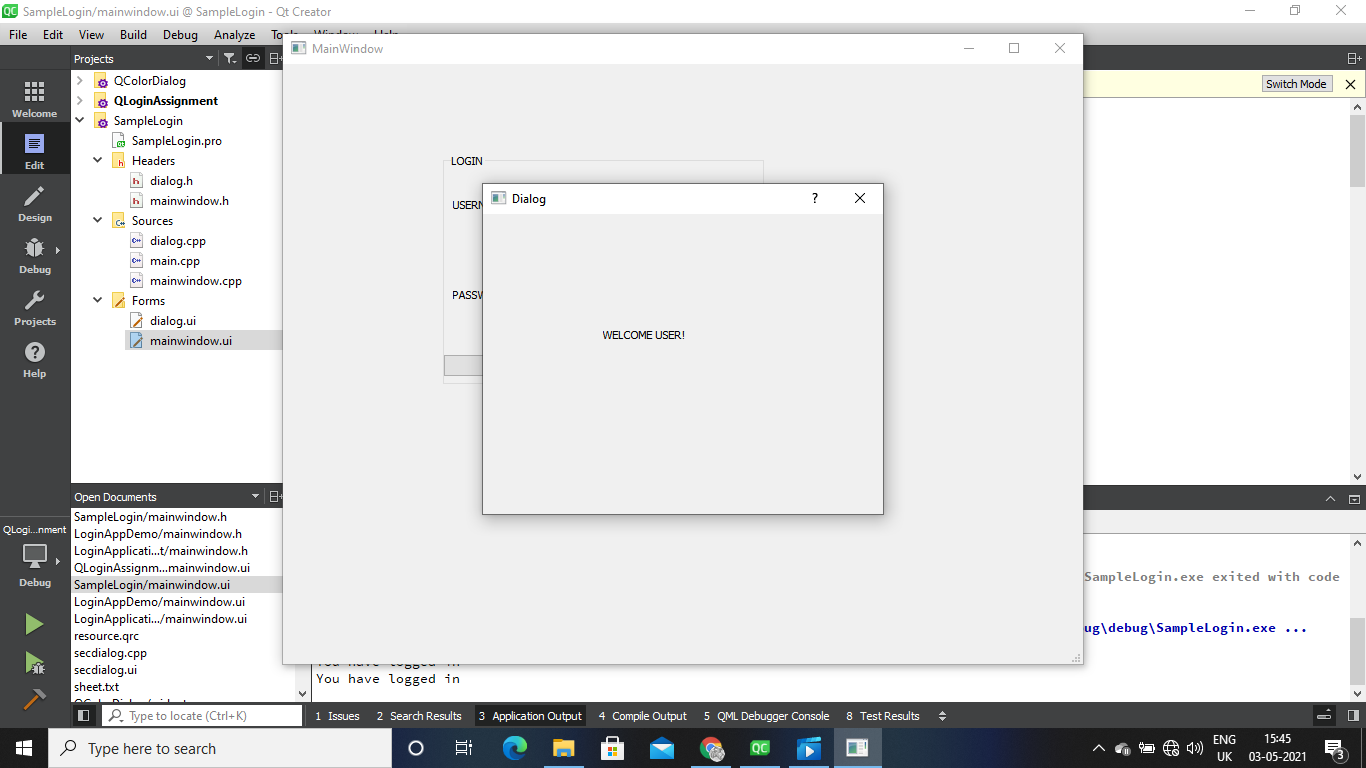 SampleLogin/mainwindow.ui @ SampleLogin - Qt Creator
File Edit View Build Debug Analyze
MainWindow
Projects
Switch Mode
Welcome
Edit
Design
Debug
Projects
Help
QColorDialog
QLoginAssignment
SampleLogin
SampleLogin.pro
Headers
dialog.h
mainwindow.h
Sources
dialog.cpp
main.cpp
mainwindow.cpp
Forms
dialog.ui
mainwindow.ui
LOGIN
Dialog
?
WELCOME USER!
Open Documents
SampleLogin/mainwindow.h
LoginAppDemo/mainwindow.h
LoginApplicati...t/mainwindow.h
QLoginAssignm...mainwindow.ui
SampleLogin/mainwindow.ui
LoginAppDemo/mainwindow.ui
LoginApplicati.../mainwindow.ui
resource.qrc
secdialog.cpp
secdialog.ui
sheet.txt
QLogi...nment
Debug
SampleLogin.exe exited with code
ug\debug\SampleLogin.exe ...
You have logged in
You have logged in
Type to locate (Ctrl+K)
1 Issues 2 Search Results 3 Application Output 4 Compile Output 5 QML Debugger Console 8 Test Results
Type here to search
ENG
UK
15:45
03-05-2021
3